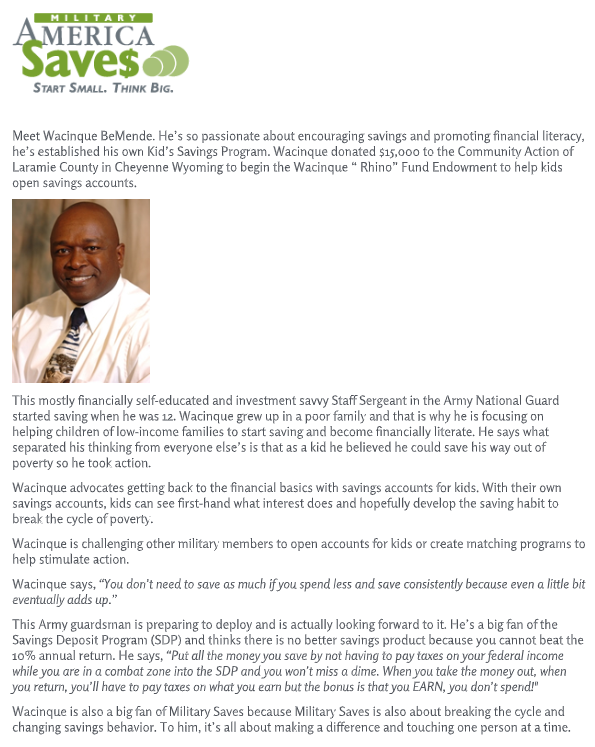 MILITARY
AMERICA
Saves
START SMALL. THINK BIG.
Meet Wacinque BeMende. He's so passionate about encouraging savings and promoting financial literacy,
he's established his own Kid's Savings Program. Wacinque donated $15,000 to the Community Action of
Laramie County in Cheyenne Wyoming to begin the Wacinque “ Rhino” Fund Endowment to help kids
open savings accounts.
This mostly financially self-educated and investment savvy Staff Sergeant in the Army National Guard
started saving when he was 12. Wacinque grew up in a poor family and that is why he is focusing on
helping children of low-income families to start saving and become financially literate. He says what
separated his thinking from everyone else's is that as a kid he believed he could save his way out of
poverty so he took action.
Wacinque advocates getting back to the financial basics with savings accounts for kids. With their own
savings accounts, kids can see first-hand what interest does and hopefully develop the saving habit to
break the cycle of poverty.
Wacinque is challenging other military members to open accounts for kids or create matching programs to
help stimulate action.
Wacinque says, “You don't need to save as much if you spend less and save consistently because even a little bit
eventually adds up.”
This Army guardsman is preparing to deploy and is actually looking forward to it. He's a big fan of the
Savings Deposit Program (SDP) and thinks there is no better savings product because you cannot beat the
10% annual return. He says, “Put all the money you save by not having to pay taxes on your federal income
while you are in a combat zone into the SDP and you won't miss a dime. When you take the money out, when
you return, you'll have to pay taxes on what you earn but the bonus is that you EARN, you don't spend!"
Wacinque is also a big fan of Military Saves because Military Saves is also about breaking the cycle and
changing savings behavior. To him, it's all about making a difference and touching one person at a time.